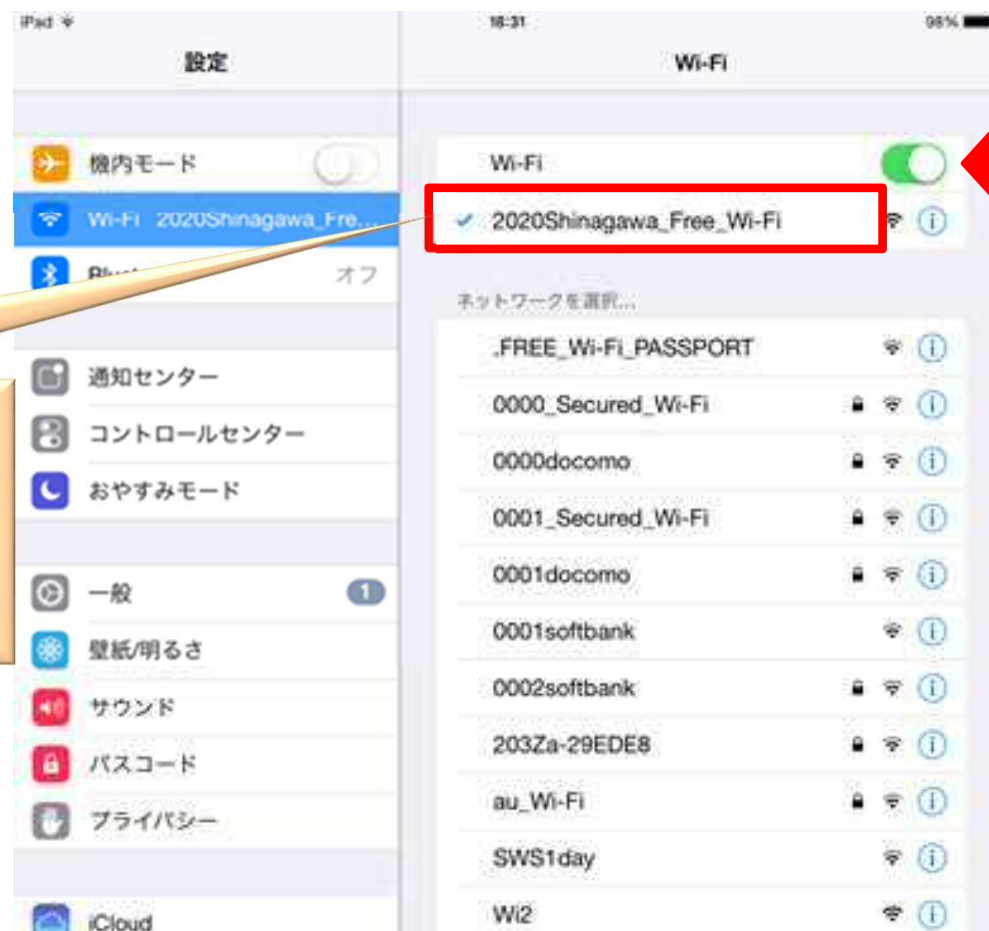 iPad
18:31
98%
設定
Wi-Fi
機内モード
Wi-Fi 2020Shinagawa_Fre...
オフ
通知センター
コントロールセンター
おやすみモード
一般
1
壁紙/明るさ
サウンド
パスコード
プライバシー
iCloud
Wi-Fi
2020Shinagawa_Free_Wi-Fi
ネットワークを選択...
.FREE_Wi-Fi_PASSPORT
0000_Secured_Wi-Fi
0000docomo
0001_Secured_Wi-Fi
0001docomo
0001softbank
0002softbank
203Za-29EDE8
au_Wi-Fi
SWS1day
Wi2